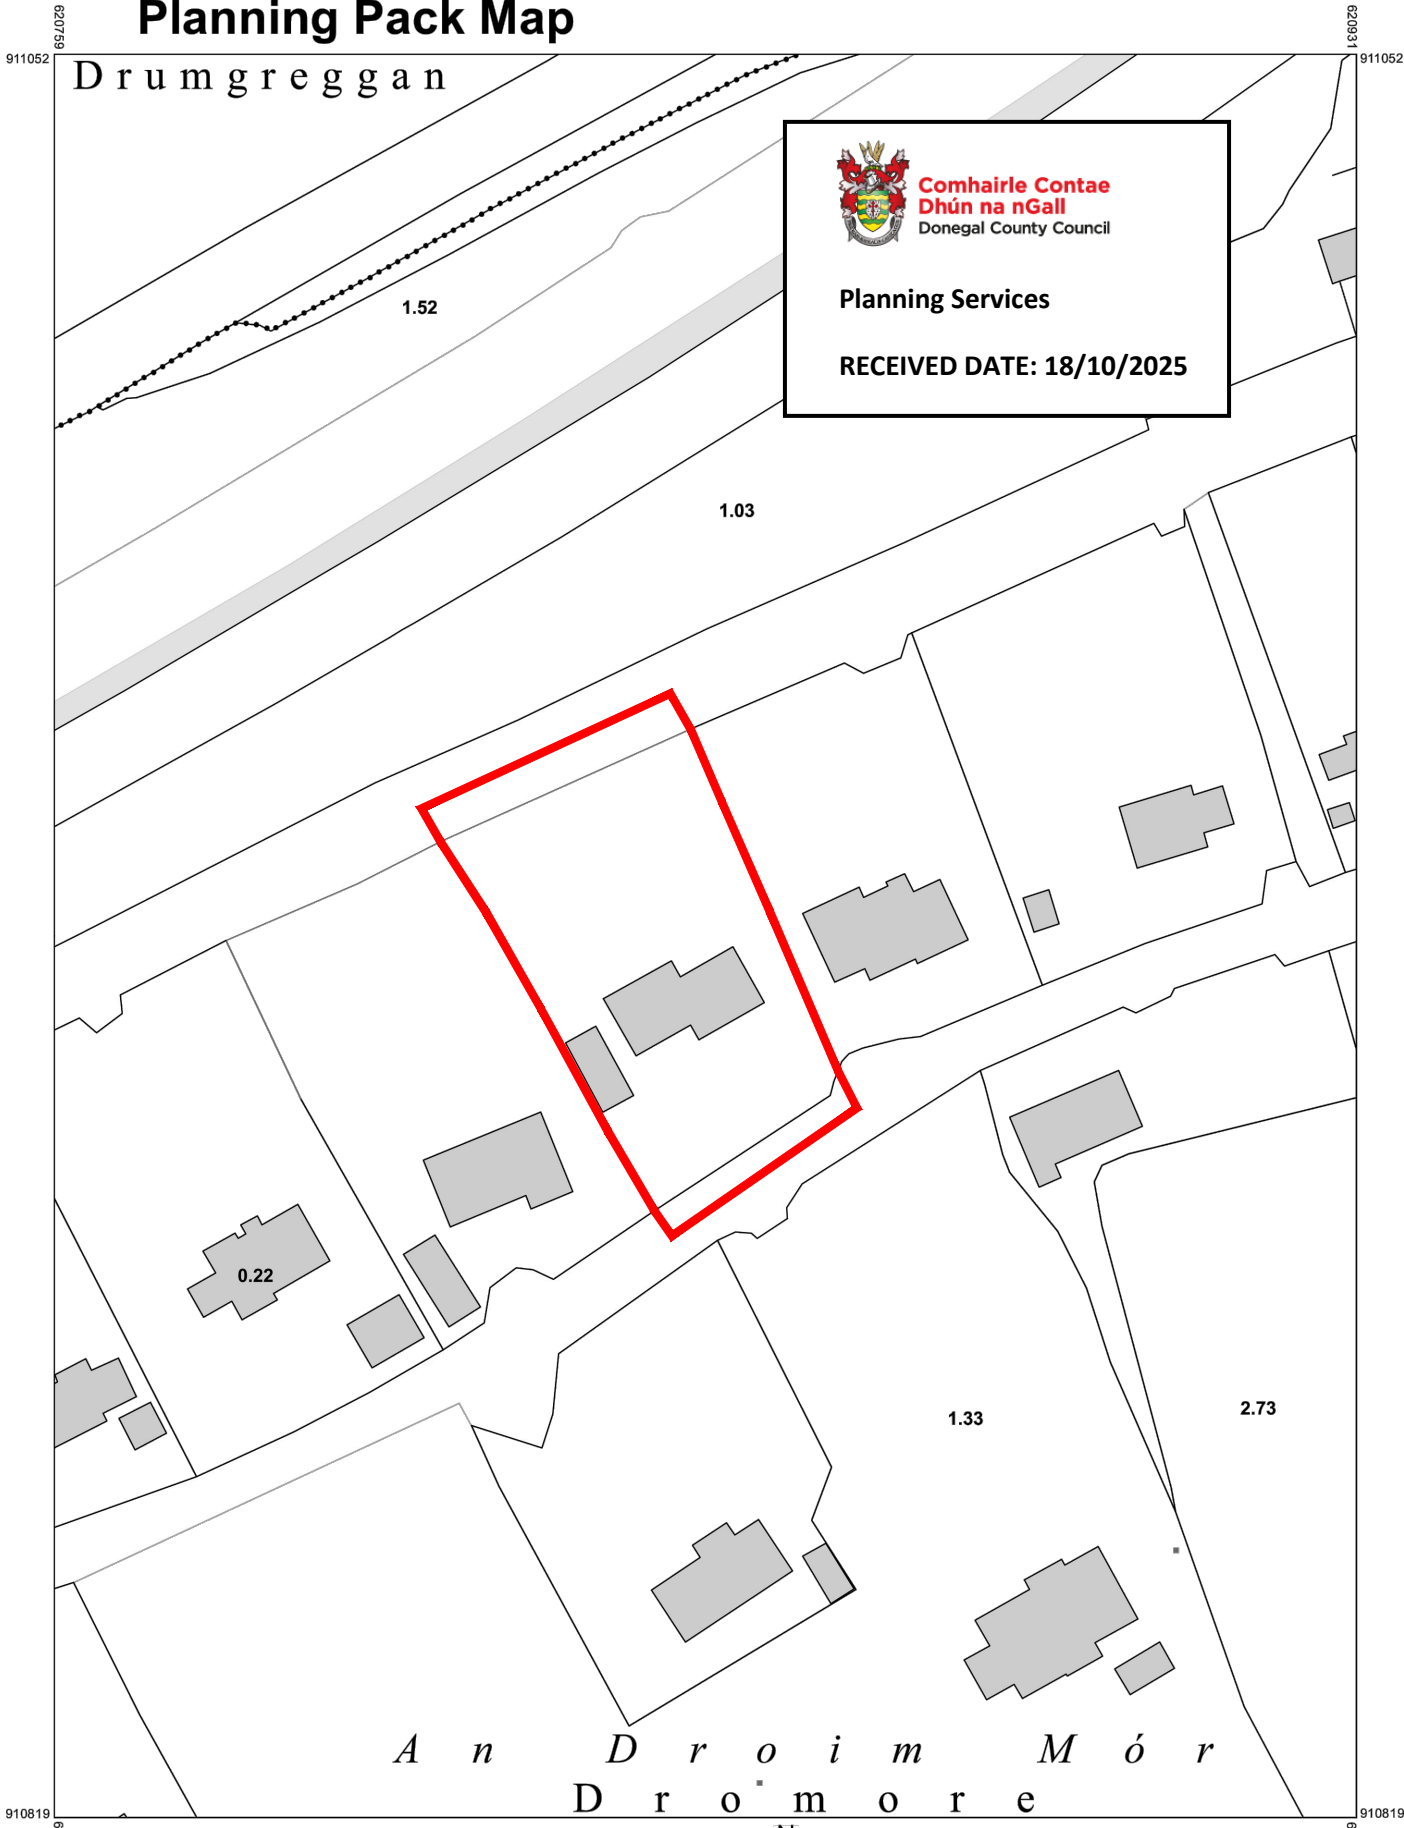 Planning Pack Map
620759
620931
911052
911052
Drumgreggan
Comhairle Contae
Dhún na nGall
Donegal County Council
Planning Services
RECEIVED DATE: 18/10/2025
1.52
1.03
0.22
1.33
2.73
An Droim Mór
Dromore
910819
910819